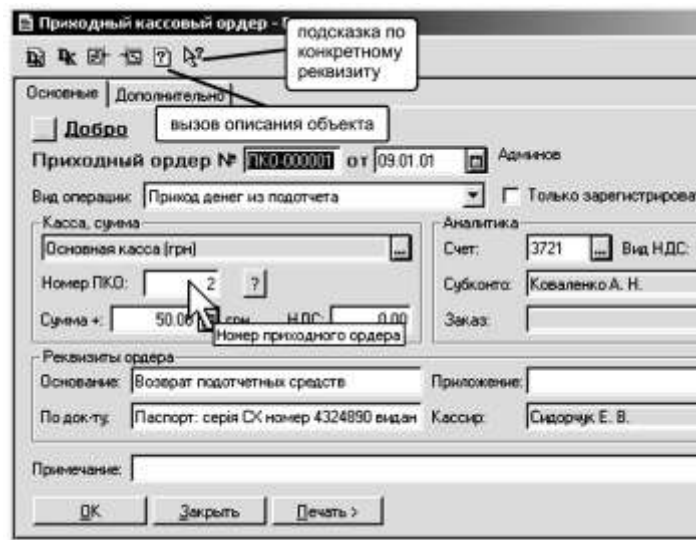 Приходный кассовый ордер -
подсказка по
конкретному
реквизиту
Основные Дополнительно
вызов описания объекта
Добро
Приходный ордер № ПКО-000001 от 09.01.01 Админов
Вид операции: Приход денег из подотчета Только зарегистрироват
Касса, сумма
Аналитика
Основная касса (грн) ...
Счет: 3721 ... Вид НДС:
Номер ПКО: 2 ?
Субконто: Коваленко А. Н.
Сумма +: 50.00 грн НДС: 0.00
Заказ:
Номер приходного ордера
Реквизиты ордера
Основание: Возврат подотчетных средств Приложение:
По док-ту: Паспорт: серія СХ номер 4324890 видан Кассир: Сидорчук Е. В.
Примечание:
OK Закрыть Печать >